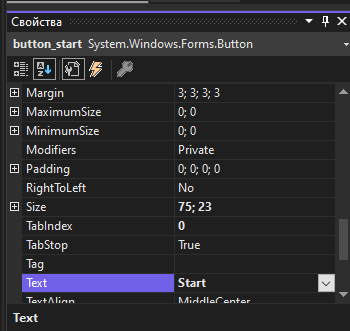 Свойства
button_start System.Windows.Forms.Button
Margin 3; 3; 3; 3
MaximumSize 0; 0
MinimumSize 0; 0
Modifiers Private
Padding 0; 0; 0; 0
RightToLeft No
Size 75; 23
TabIndex 0
TabStop True
Tag
Text Start
TextAlign MiddleCenter
Text